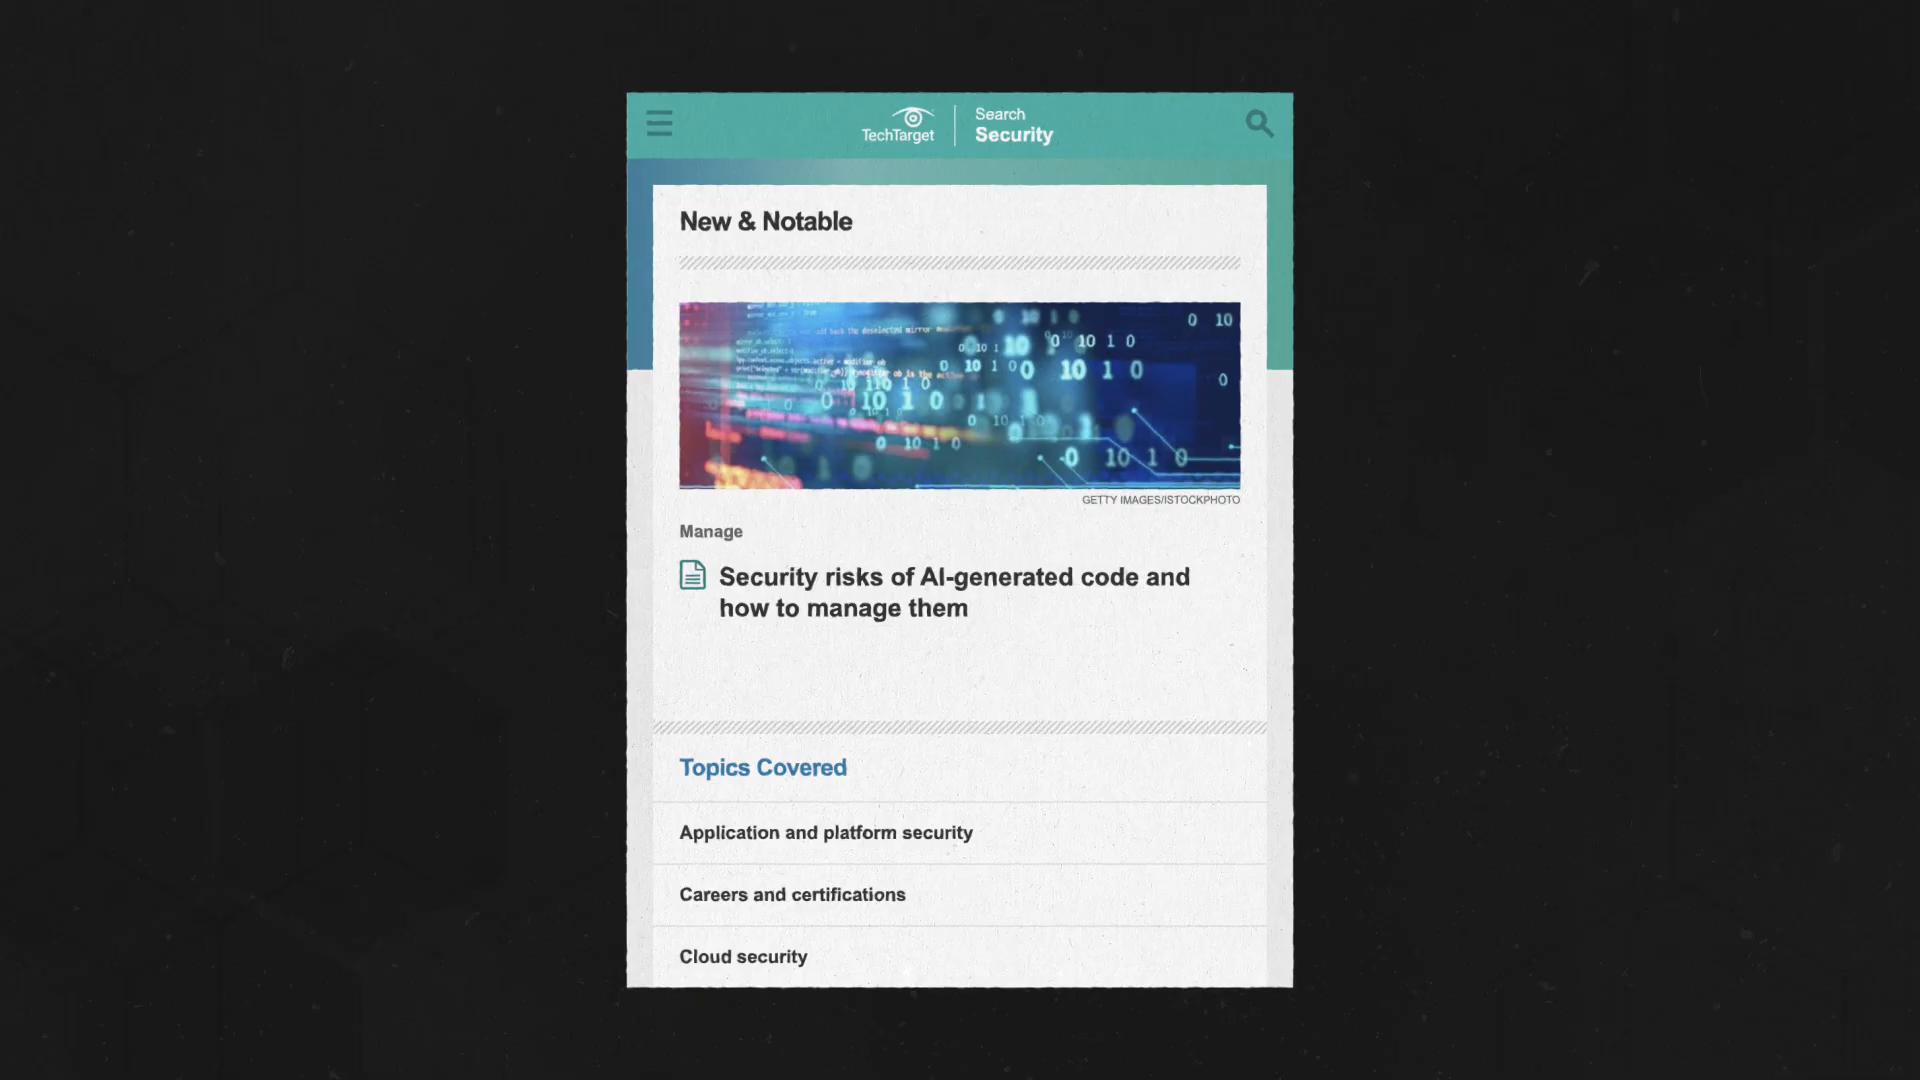 TechTarget
Search
Security
New & Notable
GETTY IMAGES/ISTOCKPHOTO
Manage
Security risks of AI-generated code and
how to manage them
Topics Covered
Application and platform security
Careers and certifications
Cloud security